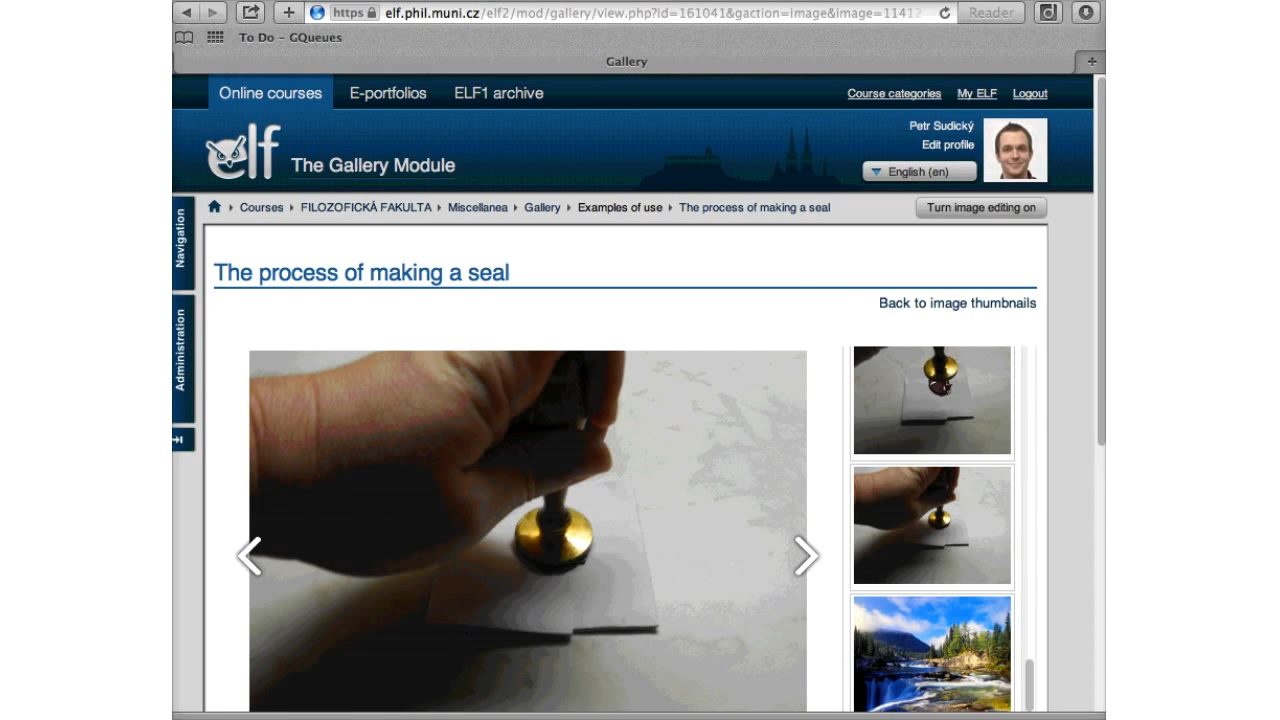 https elf.phil.muni.cz/elf2/mod/gallery/view.php?id=161041&gaction=image&image=11412 Reader
To Do – GQueues
Gallery
Online courses E-portfolios ELF1 archive Course categories My ELF Logout
Petr Sudický
Edit profile
elf The Gallery Module
English (en)
Courses FILOZOFICKÁ FAKULTA Miscellanea Gallery Examples of use The process of making a seal Turn image editing on
Navigation
The process of making a seal
Back to image thumbnails
Administration